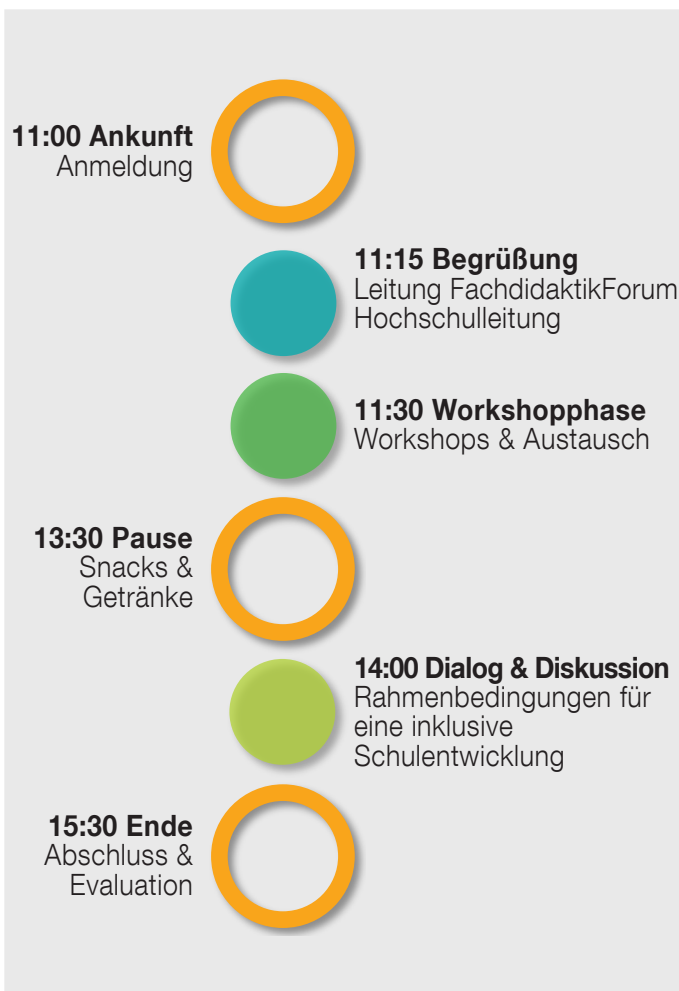 11:00 Ankunft
Anmeldung
11:15 Begrüßung
Leitung FachdidaktikForum
Hochschulleitung
11:30 Workshopphase
Workshops & Austausch
13:30 Pause
Snacks &
Getränke
14:00 Dialog & Diskussion
Rahmenbedingungen für
eine inklusive
Schulentwicklung
15:30 Ende
Abschluss &
Evaluation